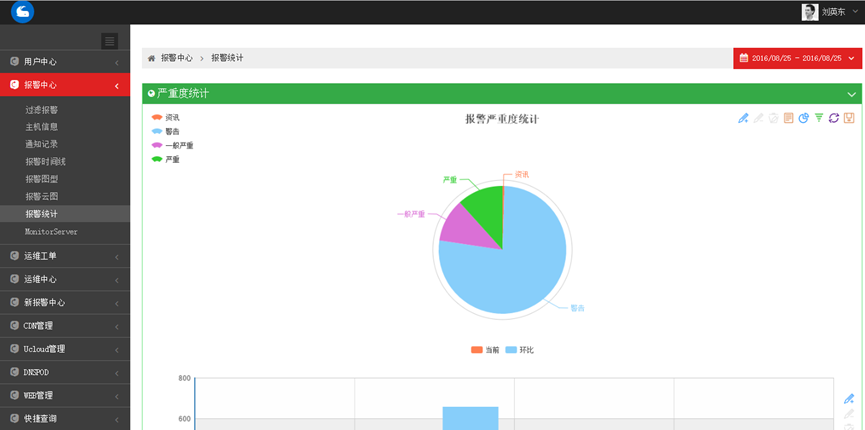 刘英东
用户中心
报警中心
过滤报警
主机信息
通知记录
报警时间线
报警图型
报警云图
报警统计
MonitorServer
运维工单
运维中心
新报警中心
CDN管理
Ucloud管理
DNSPOD
WEB管理
快捷查询
报警中心 > 报警统计
2016/08/25 - 2016/08/25
严重度统计
资讯
警告
一般严重
严重
报警严重度统计
资讯
严重
一般严重
警告
当前 环比
800
600